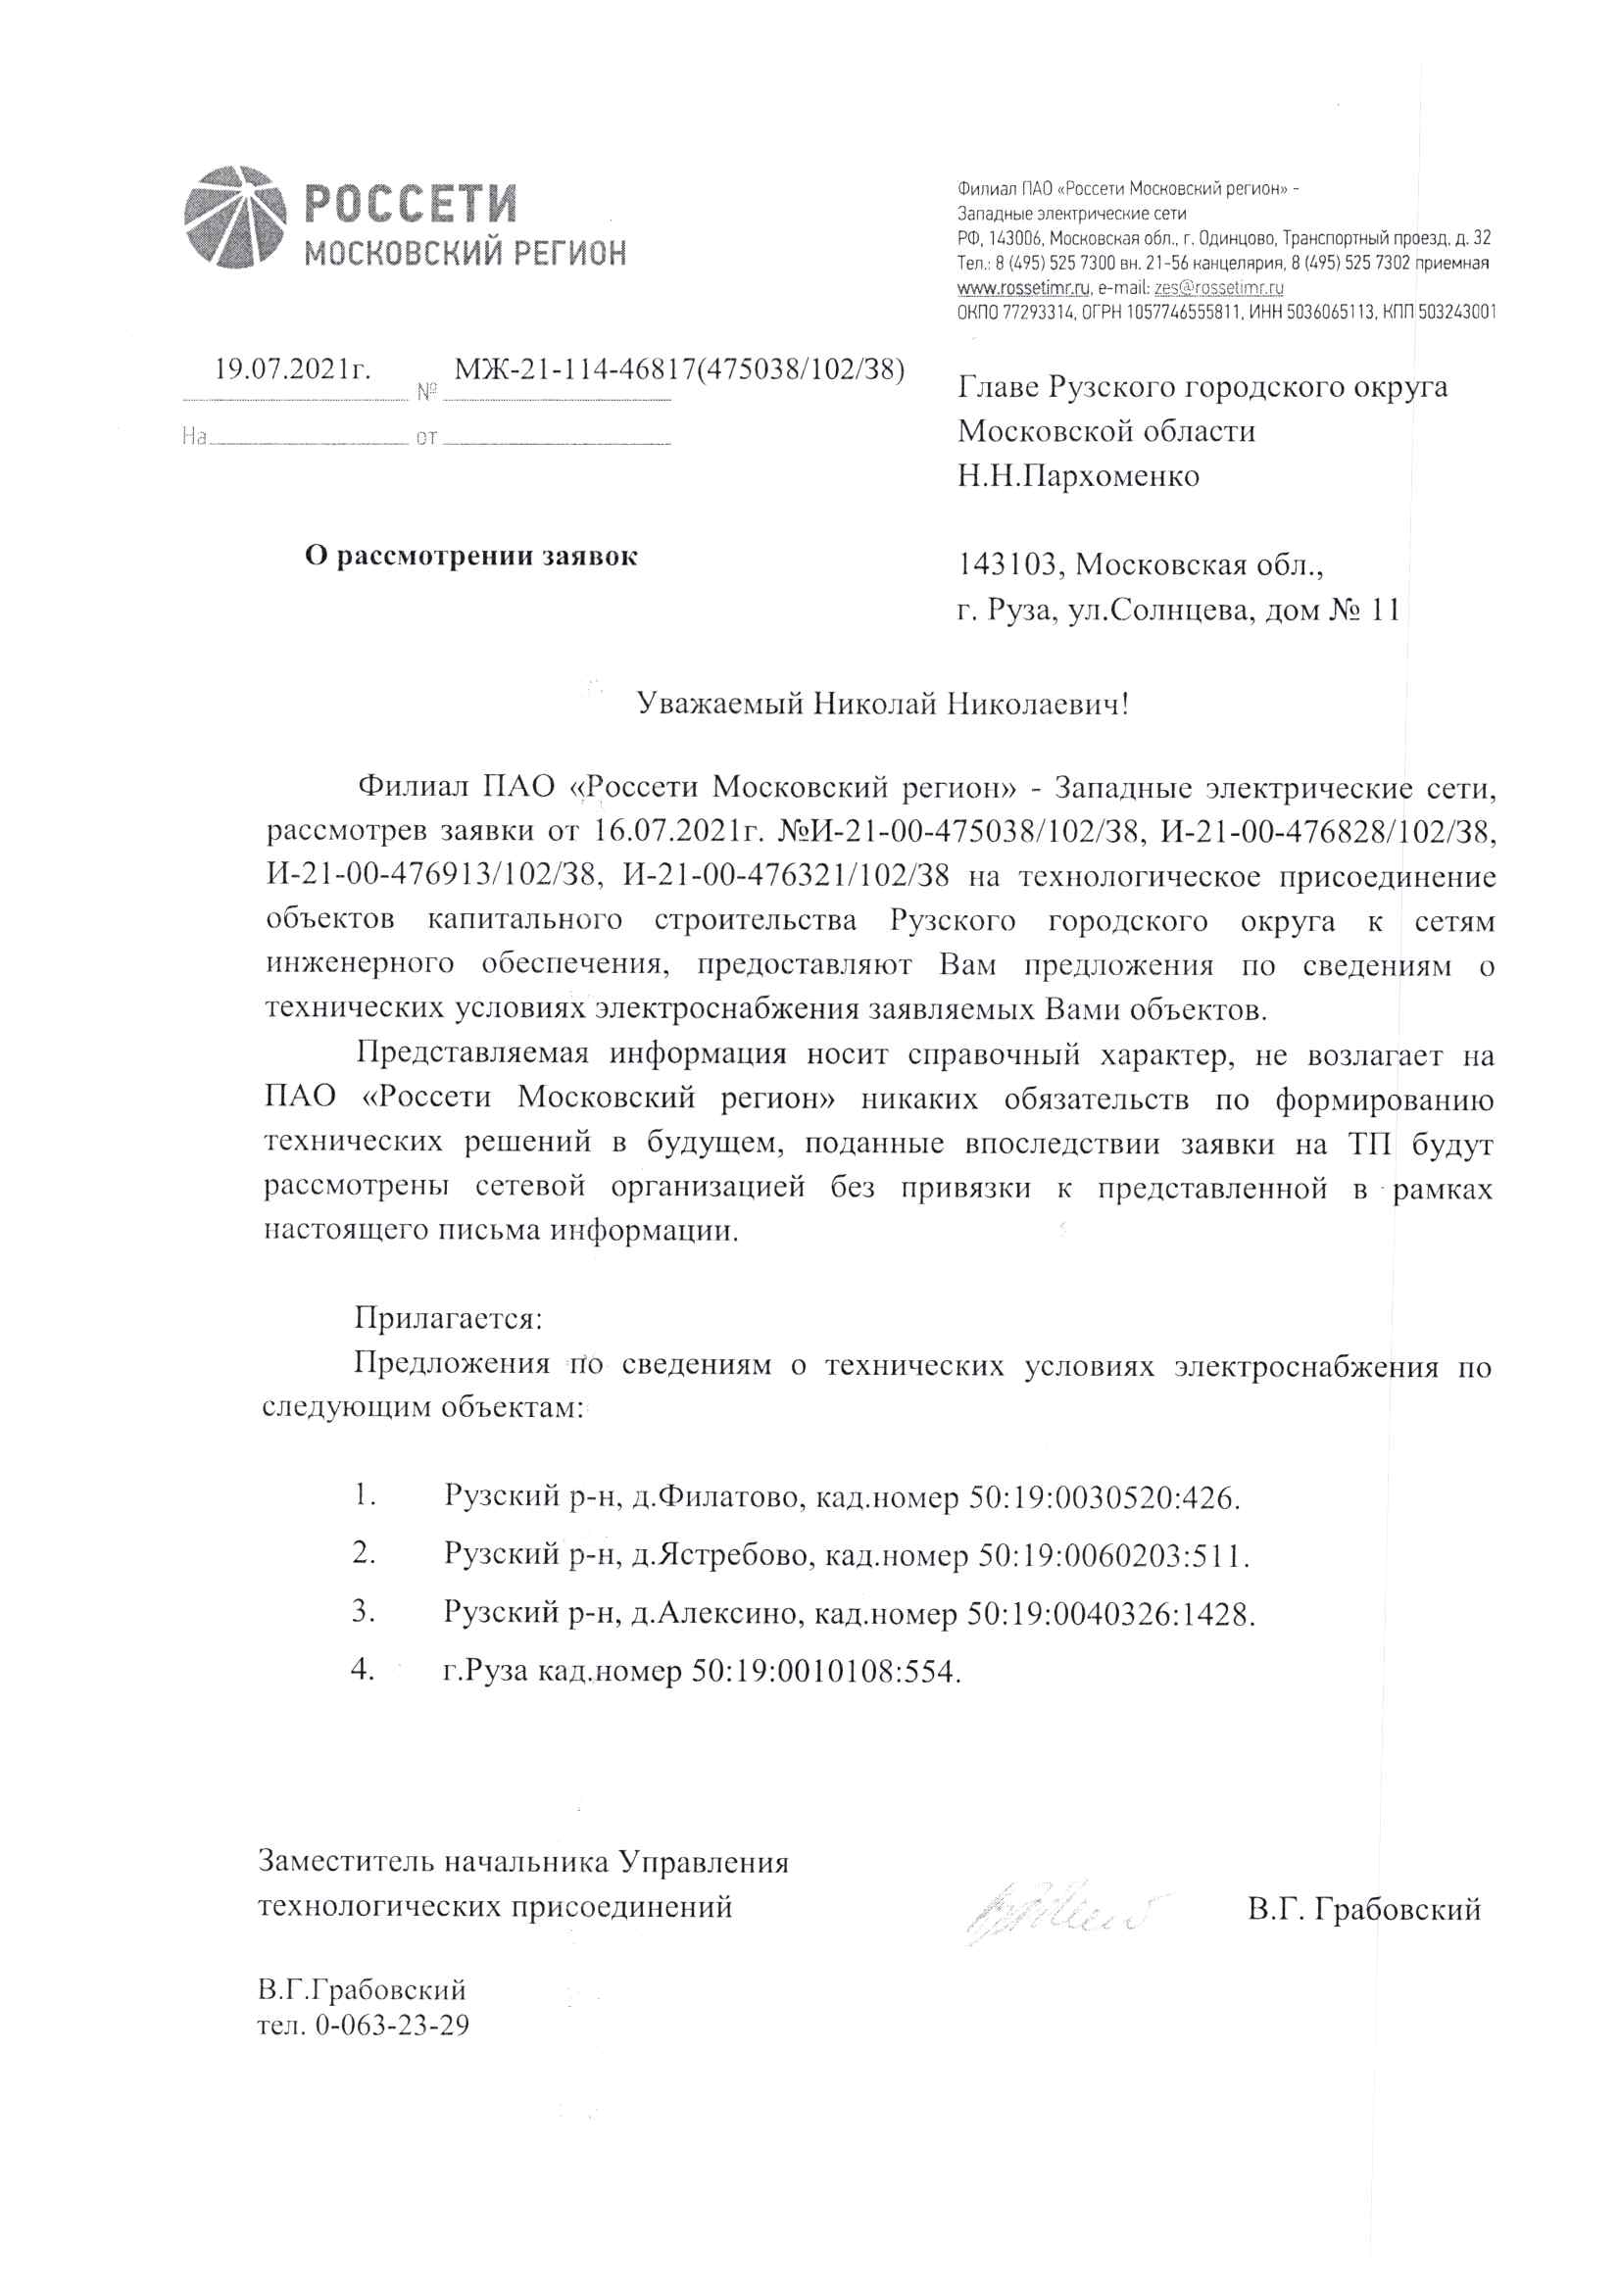 РОССЕТИ
МОСКОВСКИЙ РЕГИОН
Филиал ПАО «Россети Московский регион» -
Западные электрические сети
РФ, 143006, Московская обл., г. Одинцово, Транспортный проезд, д. 32
Тел.: 8 (495) 525 7300 вн. 21-56 канцелярия, 8 (495) 525 7302 приемная
www.rossetimr.ru, e-mail: zes@rossetimr.ru
ОКПО 77293314, ОГРН 1057746555811, ИНН 5036065113, КПП 503243001
19.07.2021г. № МЖ-21-114-46817(475038/102/38)
На от
Главе Рузского городского округа
Московской области
Н.Н.Пархоменко
О рассмотрении заявок
143103, Московская обл.,
г. Руза, ул.Солнцева, дом № 11
Уважаемый Николай Николаевич!
Филиал ПАО «Россети Московский регион» - Западные электрические сети,
рассмотрев заявки от 16.07.2021г. №И-21-00-475038/102/38, И-21-00-476828/102/38,
И-21-00-476913/102/38, И-21-00-476321/102/38 на технологическое присоединение
объектов капитального строительства Рузского городского округа к сетям
инженерного обеспечения, предоставляют Вам предложения по сведениям о
технических условиях электроснабжения заявляемых Вами объектов.
Представляемая информация носит справочный характер, не возлагает на
ПАО «Россети Московский регион» никаких обязательств по формированию
технических решений в будущем, поданные впоследствии заявки на ТП будут
рассмотрены сетевой организацией без привязки к представленной в рамках
настоящего письма информации.
Прилагается:
Предложения по сведениям о технических условиях электроснабжения по
следующим объектам:
1. Рузский р-н, д.Филатово, кад.номер 50:19:0030520:426.
2. Рузский р-н, д.Ястребово, кад.номер 50:19:0060203:511.
3. Рузский р-н, д.Алексино, кад.номер 50:19:0040326:1428.
4. г.Руза кад.номер 50:19:0010108:554.
Заместитель начальника Управления
технологических присоединений
В.Г. Грабовский
В.Г.Грабовский
тел. 0-063-23-29